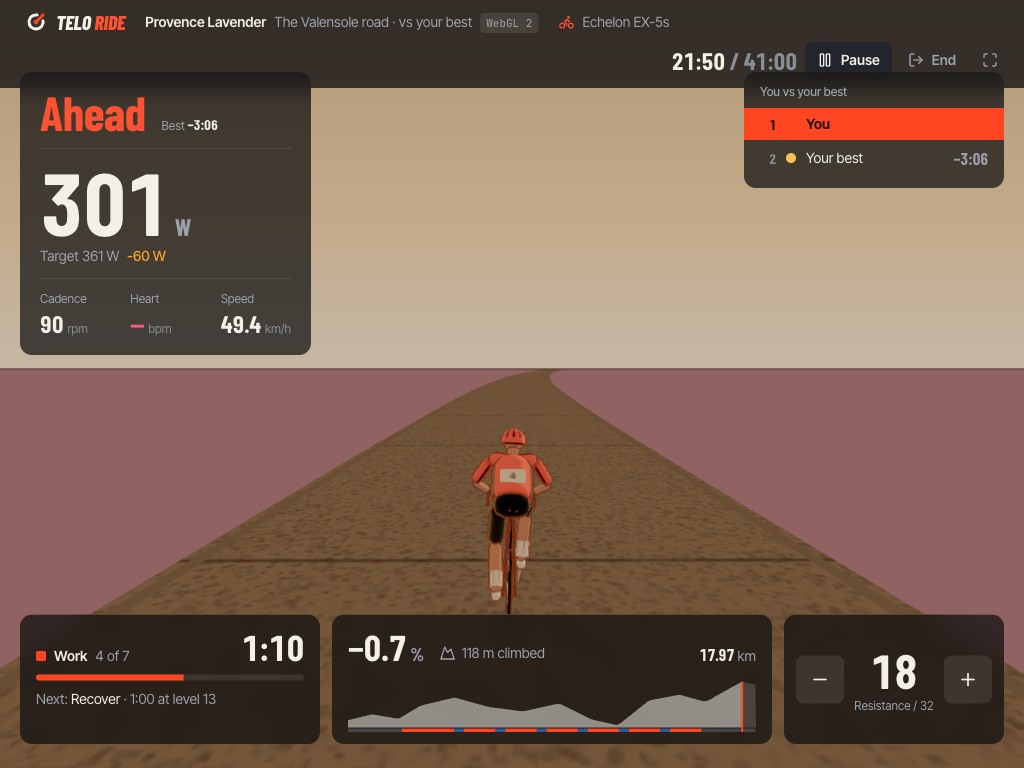 TELO RIDE Provence Lavender The Valensole road · vs your best WebGL 2 Echelon EX-5s
21:50 / 41:00 Pause End
Ahead Best −3:06
301 W
Target 361 W -60 W
Cadence Heart Speed
90 rpm — bpm 49.4 km/h
You vs your best
1 You
2 Your best −3:06
4
Work 4 of 7 1:10
Next: Recover · 1:00 at level 13
−0.7 % 118 m climbed 17.97 km
− 18 +
Resistance / 32